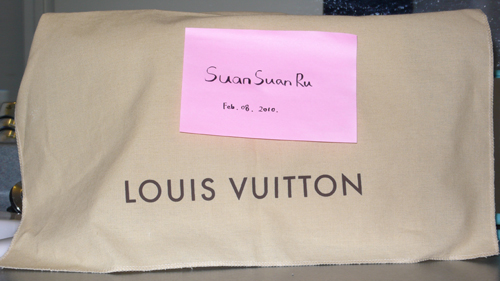 SuanSuanRu
Feb. 08. 2010.
LOUIS VUITTON